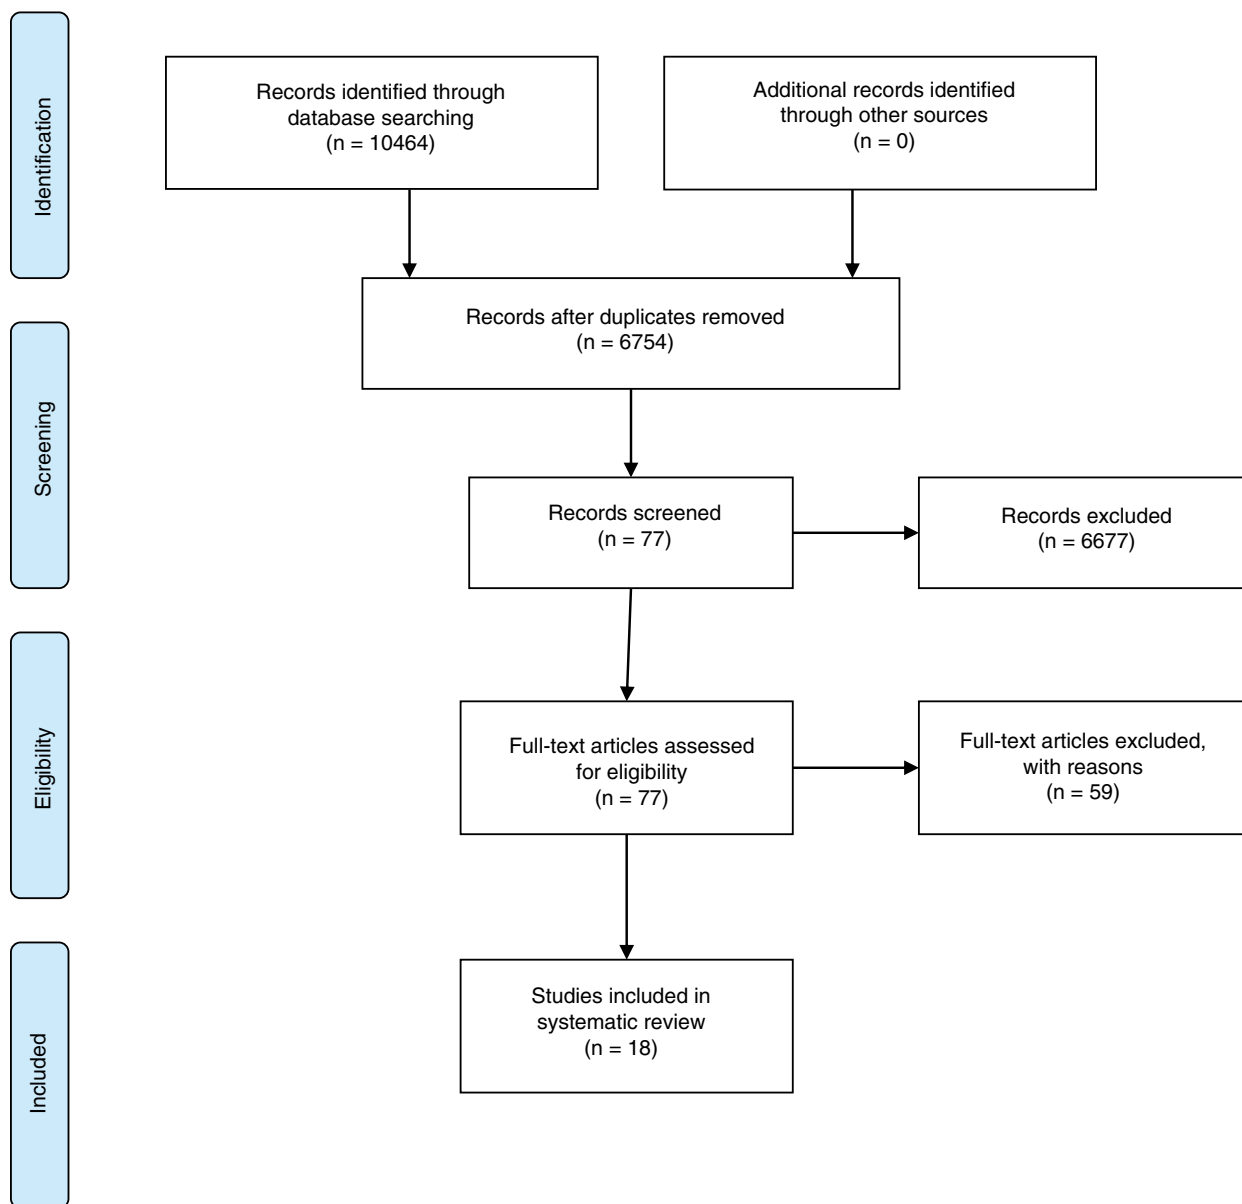 Identification
Records identified through
database searching
(n = 10464)
Additional records identified
through other sources
(n = 0)
Records after duplicates removed
(n = 6754)
Screening
Records screened
(n = 77)
Records excluded
(n = 6677)
Eligibility
Full-text articles assessed
for eligibility
(n = 77)
Full-text articles excluded,
with reasons
(n = 59)
Included
Studies included in
systematic review
(n = 18)